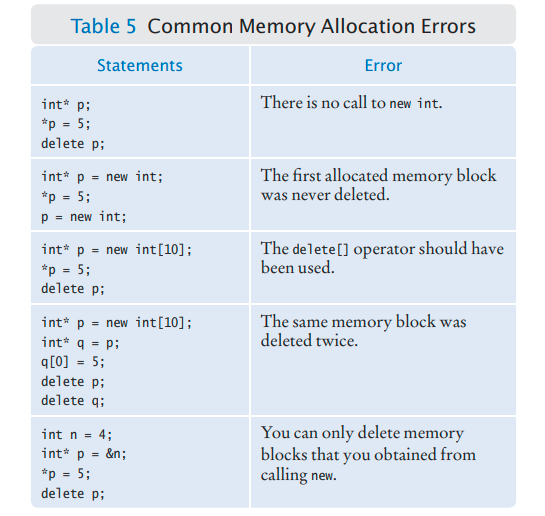 Table 5 Common Memory Allocation Errors
Statements Error
int* p;
*p = 5;
delete p;
There is no call to new int.
int* p = new int;
*p = 5;
p = new int;
The first allocated memory block
was never deleted.
int* p = new int[10];
*p = 5;
delete p;
The delete[] operator should have
been used.
int* p = new int[10];
int* q = p;
q[0] = 5;
delete p;
delete q;
The same memory block was
deleted twice.
int n = 4;
int* p = &n;
*p = 5;
delete p;
You can only delete memory
blocks that you obtained from
calling new.